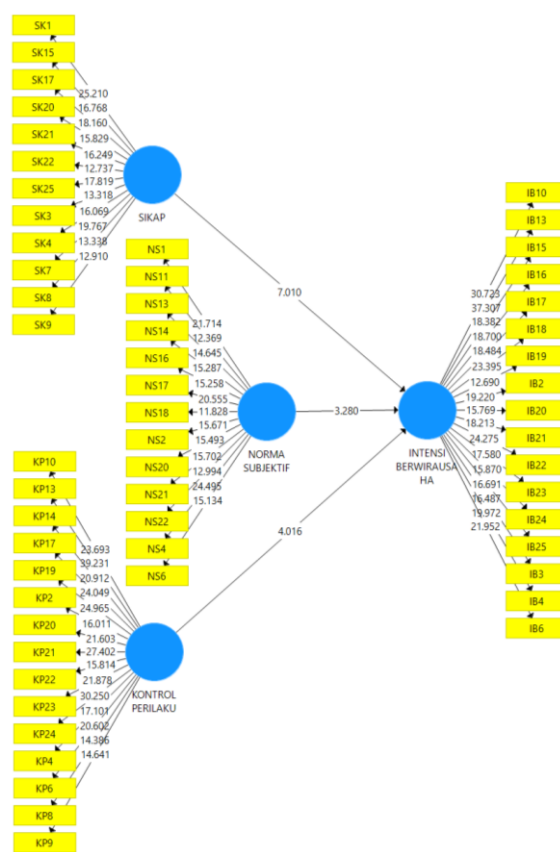 SK1
SK15
SK17
SK20
SK21
SK22
SK25
SK3
SK4
SK7
SK8
SK9
25.210
16.768
18.160
15.829
16.249
12.737
17.819
13.318
16.069
19.767
13.338
12.910
SIKAP
7.010
NS1
NS11
NS13
NS14
NS16
NS17
NS18
NS2
NS20
NS21
NS22
NS4
NS6
21.714
12.369
14.645
15.287
15.258
20.555
11.828
15.671
15.493
15.702
12.994
24.495
15.134
NORMA
SUBJEKTIF
3.280
KP10
KP13
KP14
KP17
KP19
KP2
KP20
KP21
KP22
KP23
KP24
KP4
KP6
KP8
KP9
23.693
39.231
20.912
24.049
24.965
16.011
21.603
27.402
15.814
21.878
30.250
17.101
20.602
14.386
14.641
KONTROL
PERILAKU
4.016
INTENSI
BERWIRAUSA
HA
30.723
37.307
18.382
18.700
18.484
23.395
12.690
19.220
15.769
18.213
24.275
17.580
15.870
16.691
16.487
19.972
21.952
IB10
IB13
IB15
IB16
IB17
IB18
IB19
IB2
IB20
IB21
IB22
IB23
IB24
IB25
IB3
IB4
IB6